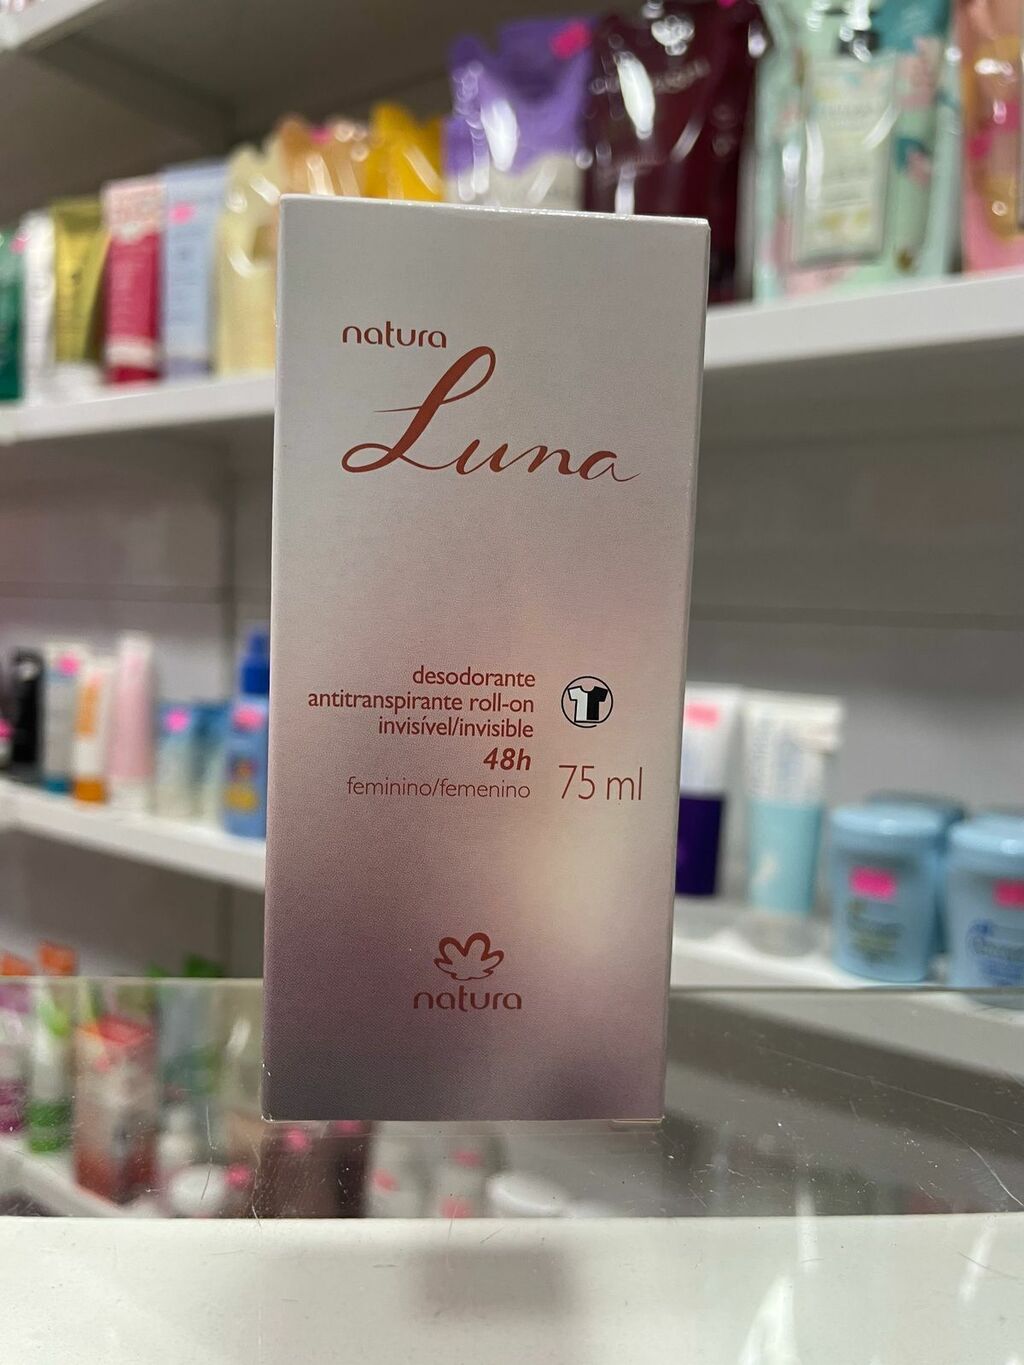 natura
Luna
desodorante
antitranspirante roll-on
invisível/invisible
48h
feminino/femenino
75 ml
natura